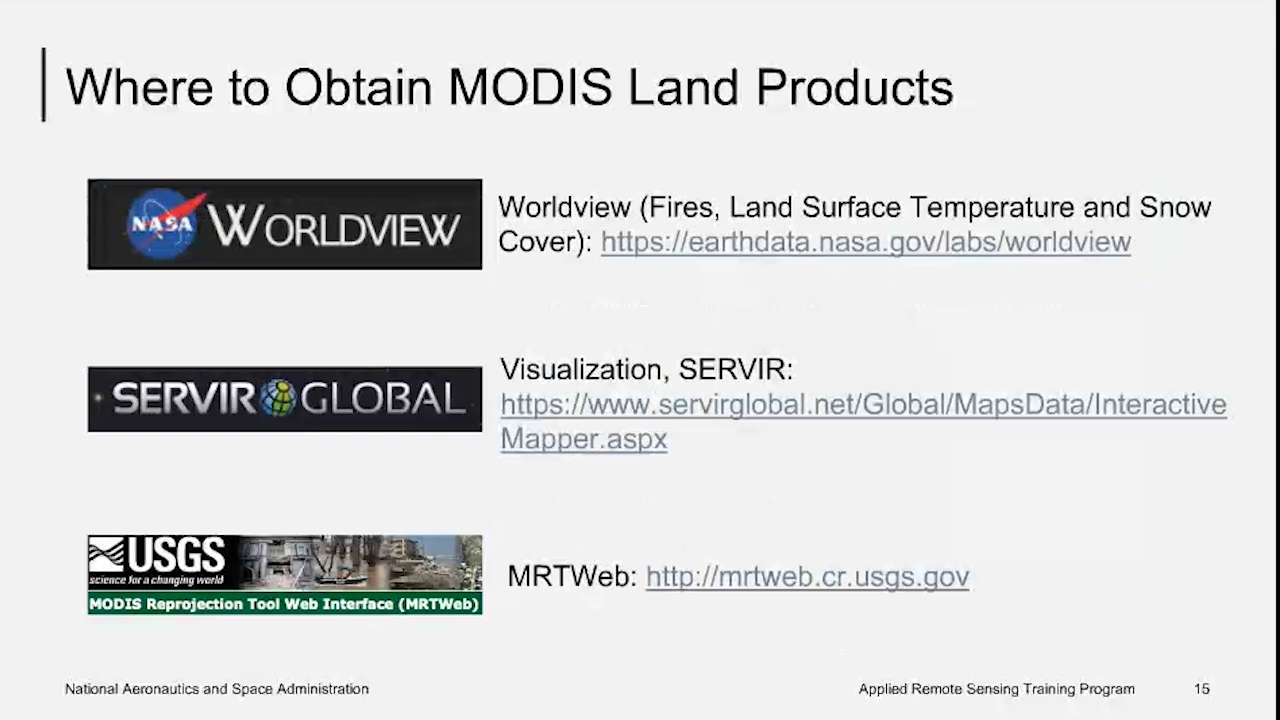 Where to Obtain MODIS Land Products
NASA WORLDVIEW
Worldview (Fires, Land Surface Temperature and Snow
Cover): https://earthdata.nasa.gov/labs/worldview
SERVIR GLOBAL
Visualization, SERVIR:
https://www.servirglobal.net/Global/MapsData/Interactive
Mapper.aspx
USGS
science for a changing world
MODIS Reprojection Tool Web Interface (MRTWeb)
MRTWeb: http://mrtweb.cr.usgs.gov
National Aeronautics and Space Administration
Applied Remote Sensing Training Program
15